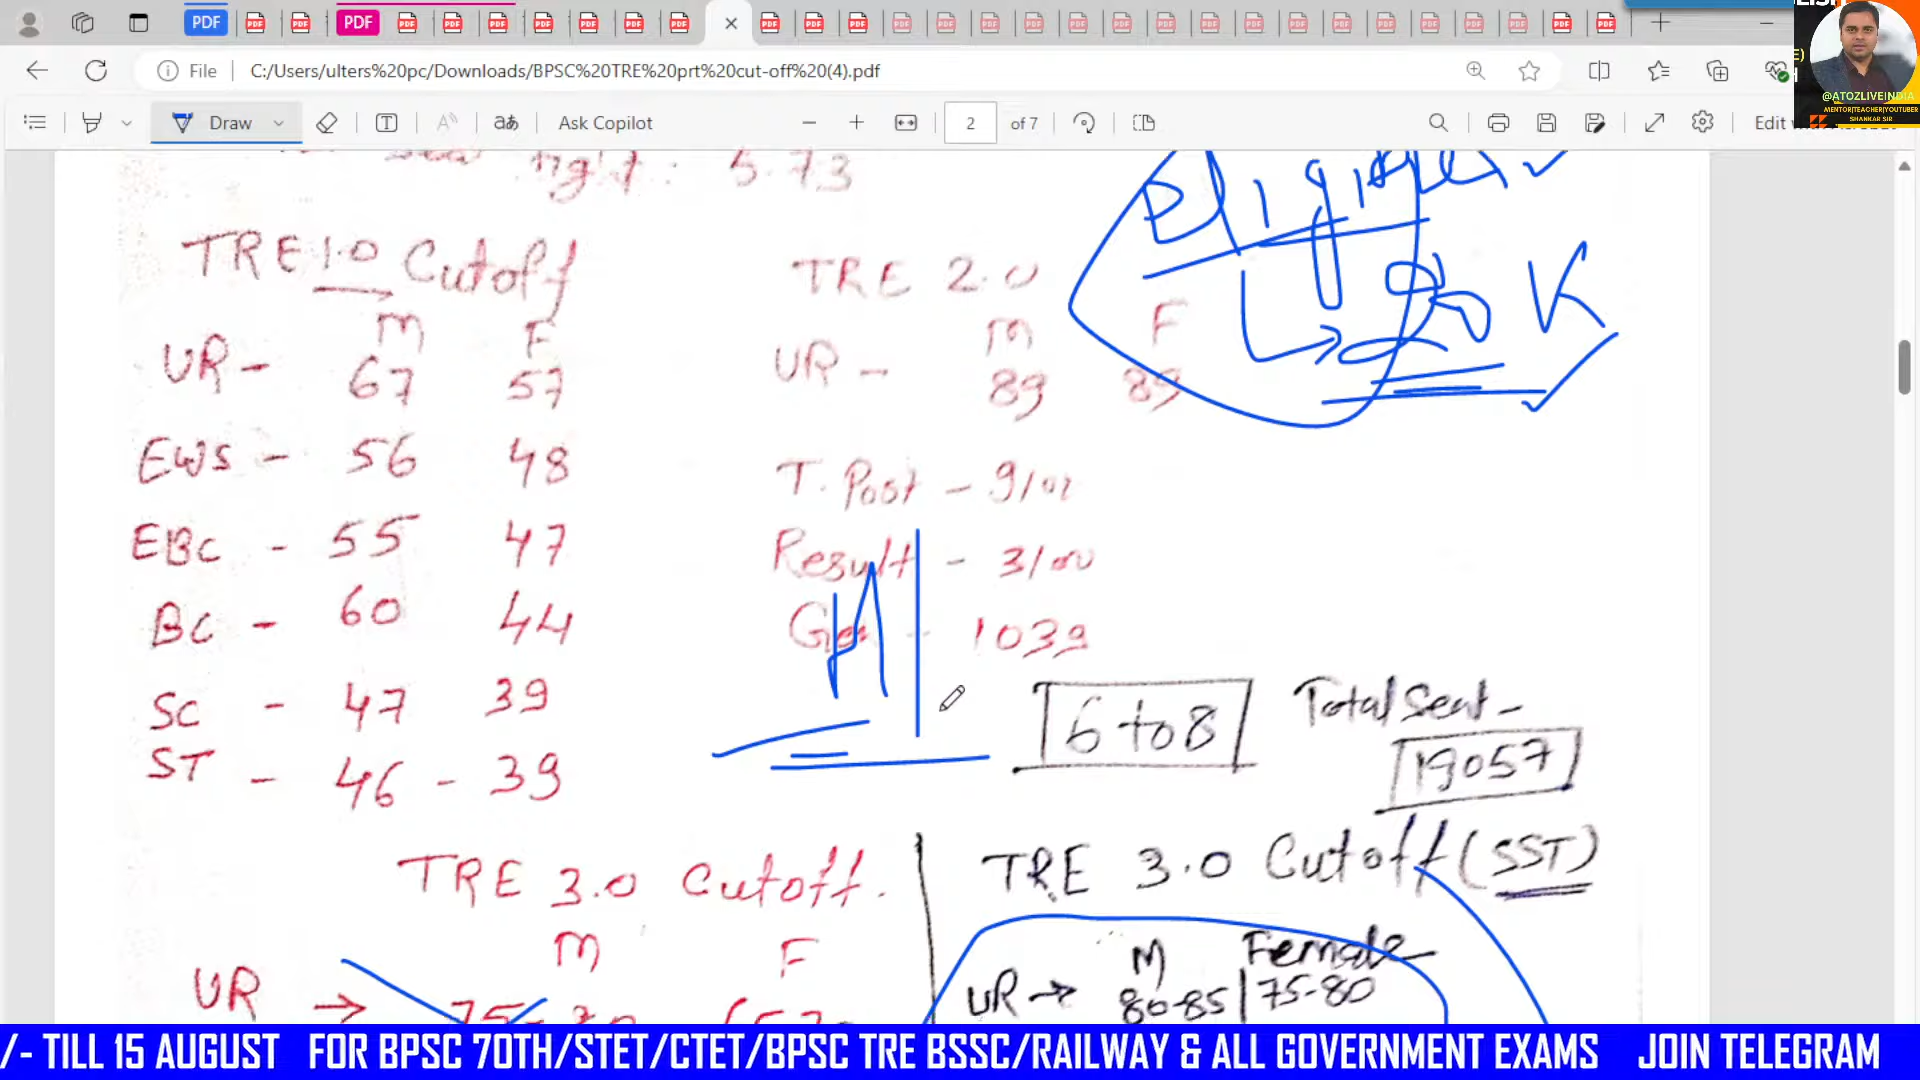 PDF
PDF
File C:/Users/ulters%20pc/Downloads/BPSC%20TRE%20prt%20cut-off%20(4).pdf
Draw Ask Copilot 2 of 7 Edit
@ATOZLIVEINDIA
MENTOR|TEACHER|YOUTUBER
SHANKAR SIR
5.73
TRE 1.0 Cutoff
M F
UR - 67 57
EWS - 56 48
EBC - 55 47
BC - 60 44
SC - 47 39
ST - 46 - 39
TRE 2.0
M F
UR - 89 89
T. Post -
Result -
1039
K
6 to 8 Total Seat -
19057
TRE 3.0 Cutoff.
M F
UR →
TRE 3.0 Cutoff (SST)
M Female
UR → 80-85 | 75-80
/- TILL 15 AUGUST FOR BPSC 70TH/STET/CTET/BPSC TRE BSSC/RAILWAY & ALL GOVERNMENT EXAMS JOIN TELEGRAM